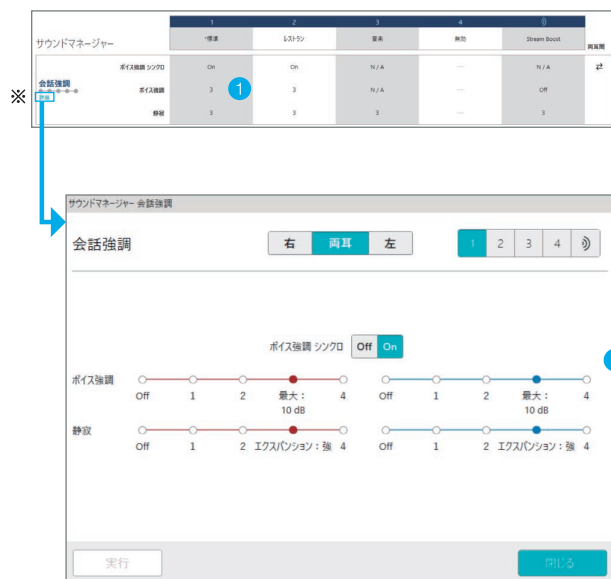 1 2 3 4
サウンドマネージャー *標準 レストラン 音楽 無効 Stream Boost 両耳間
ボイス強調 シンクロ On On N / A --- N / A
会話強調
※ 詳細 ボイス強調 3 1 3 N / A --- Off
静寂 3 3 3 --- 3
サウンドマネージャー 会話強調
会話強調 右 両耳 左 1 2 3 4
ボイス強調 シンクロ Off On
ボイス強調
Off 1 2 最大： 4 Off 1 2 最大： 4
10 dB 10 dB
静寂
Off 1 2 エクスパンション：強 4 Off 1 2 エクスパンション：強 4
実行 閉じる